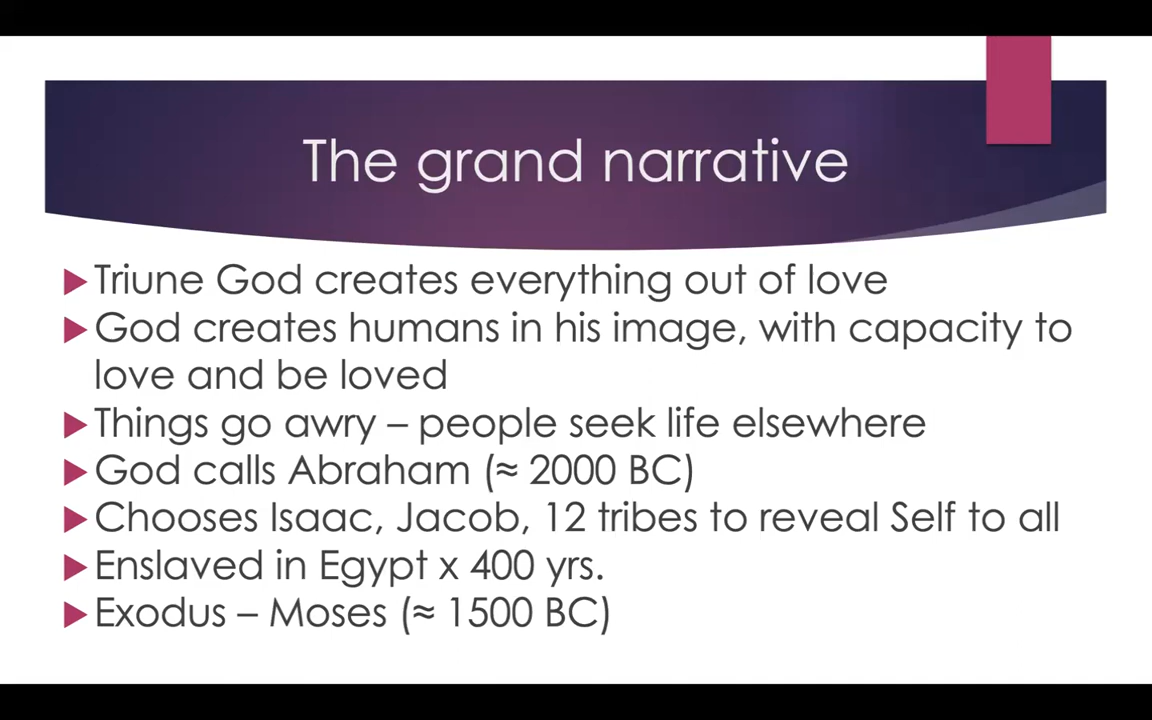 The grand narrative
Triune God creates everything out of love
God creates humans in his image, with capacity to
love and be loved
Things go awry – people seek life elsewhere
God calls Abraham (≈ 2000 BC)
Chooses Isaac, Jacob, 12 tribes to reveal Self to all
Enslaved in Egypt x 400 yrs.
Exodus – Moses (≈ 1500 BC)